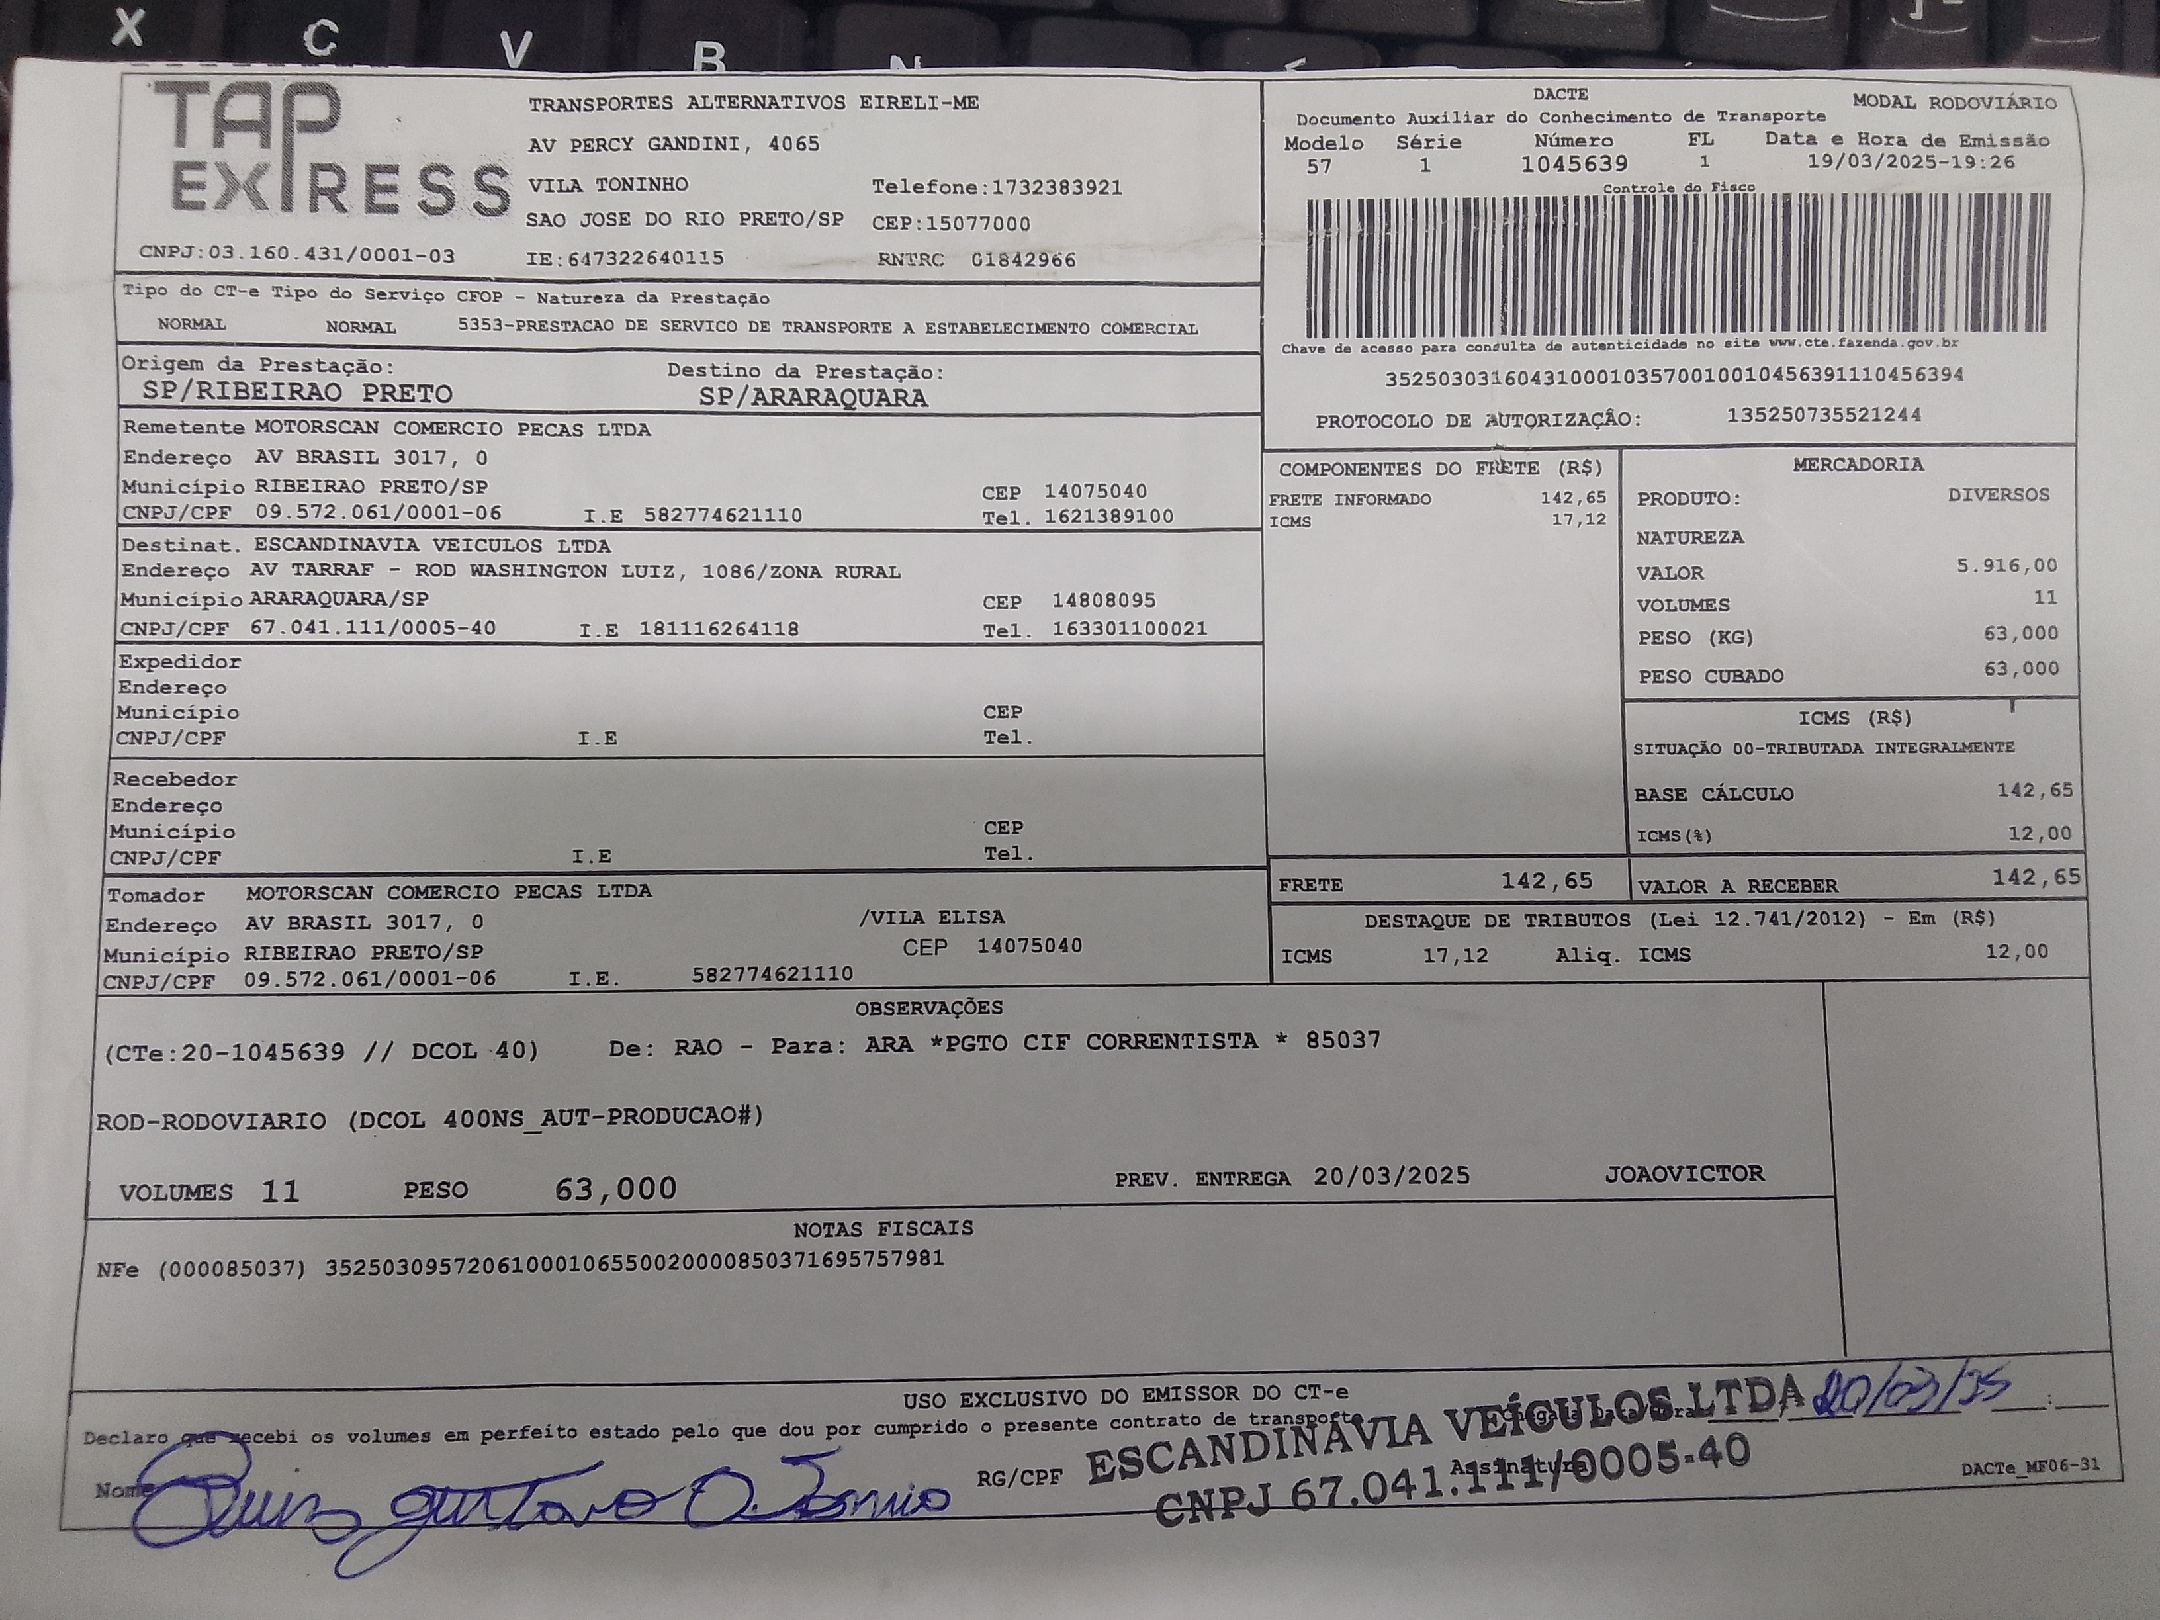 X C V B N
TAP EXPRESS
TRANSPORTES ALTERNATIVOS EIRELI-ME
AV PERCY GANDINI, 4065
VILA TONINHO Telefone:1732383921
SAO JOSE DO RIO PRETO/SP CEP:15077000
CNPJ:03.160.431/0001-03 IE:647322640115 RNTRC 01842966
DACTE MODAL RODOVIÁRIO
Documento Auxiliar do Conhecimento de Transporte
Modelo Série Número FL Data e Hora de Emissão
57 1 1045639 1 19/03/2025-19:26
Controle do Fisco
Chave de acesso para consulta de autenticidade no site www.cte.fazenda.gov.br
35250303160431000103570010010456391110456394
PROTOCOLO DE AUTORIZAÇÂO: 135250735521244
Tipo do CT-e Tipo do Serviço CFOP - Natureza da Prestação
NORMAL NORMAL 5353-PRESTACAO DE SERVICO DE TRANSPORTE A ESTABELECIMENTO COMERCIAL
Origem da Prestação: Destino da Prestação:
SP/RIBEIRAO PRETO SP/ARARAQUARA
Remetente MOTORSCAN COMERCIO PECAS LTDA
Endereço AV BRASIL 3017, 0
Município RIBEIRAO PRETO/SP CEP 14075040
CNPJ/CPF 09.572.061/0001-06 I.E 582774621110 Tel. 1621389100
Destinat. ESCANDINAVIA VEICULOS LTDA
Endereço AV TARRAF - ROD WASHINGTON LUIZ, 1086/ZONA RURAL
Município ARARAQUARA/SP CEP 14808095
CNPJ/CPF 67.041.111/0005-40 I.E 181116264118 Tel. 163301100021
Expedidor
Endereço
Município CEP
CNPJ/CPF I.E Tel.
Recebedor
Endereço
Município CEP
CNPJ/CPF I.E Tel.
Tomador MOTORSCAN COMERCIO PECAS LTDA
Endereço AV BRASIL 3017, 0 /VILA ELISA
Município RIBEIRAO PRETO/SP CEP 14075040
CNPJ/CPF 09.572.061/0001-06 I.E. 582774621110
COMPONENTES DO FRETE (R$)
FRETE INFORMADO 142,65
ICMS 17,12
MERCADORIA
PRODUTO: DIVERSOS
NATUREZA
VALOR 5.916,00
VOLUMES 11
PESO (KG) 63,000
PESO CUBADO 63,000
ICMS (R$)
SITUAÇÃO 00-TRIBUTADA INTEGRALMENTE
BASE CÁLCULO 142,65
ICMS(%) 12,00
FRETE 142,65 VALOR A RECEBER 142,65
DESTAQUE DE TRIBUTOS (Lei 12.741/2012) - Em (R$)
ICMS 17,12 Aliq. ICMS 12,00
OBSERVAÇÕES
(CTe:20-1045639 // DCOL 40) De: RAO - Para: ARA *PGTO CIF CORRENTISTA * 85037
ROD-RODOVIARIO (DCOL 400NS_AUT-PRODUCAO#)
VOLUMES 11 PESO 63,000 PREV. ENTREGA 20/03/2025 JOAOVICTOR
NOTAS FISCAIS
NFe (000085037) 35250309572061000106550020000850371695757981
USO EXCLUSIVO DO EMISSOR DO CT-e
Declaro que recebi os volumes em perfeito estado pelo que dou por cumprido o presente contrato de transporte
20/03/25
ESCANDINAVIA VEÍCULOS LTDA
Nome RG/CPF Assinatura
CNPJ 67.041.111/0005-40
DACTe_MF06-31